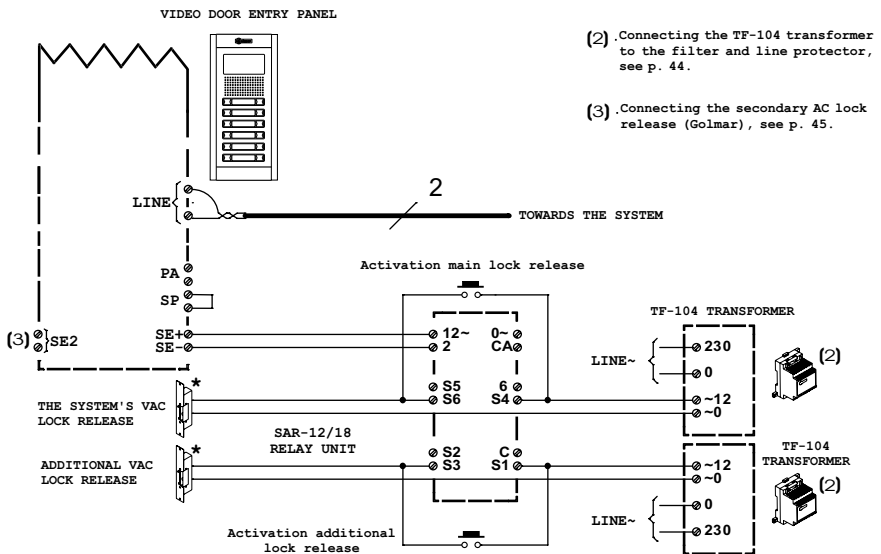 VIDEO DOOR ENTRY PANEL
(2) .Connecting the TF-104 transformer
to the filter and line protector,
see p. 44.
(3) .Connecting the secondary AC lock
release (Golmar), see p. 45.
LINE
2
TOWARDS THE SYSTEM
PA
SP
Activation main lock release
TF-104 TRANSFORMER
(3)
SE2
SE+
SE-
12~
0~
2
CA
LINE~
230
0
(2)
S5
6
S6
S4
~12
~0
*
THE SYSTEM'S VAC
LOCK RELEASE
SAR-12/18
RELAY UNIT
*
ADDITIONAL VAC
LOCK RELEASE
S2
C
S3
S1
~12
~0
TF-104
TRANSFORMER
(2)
LINE~
0
230
Activation additional
lock release